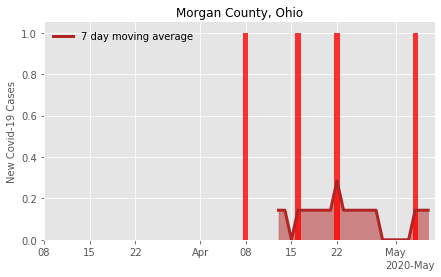 Morgan County, Ohio
7 day moving average
New Covid-19 Cases
1.0
0.8
0.6
0.4
0.2
0.0
08 15 22 Apr 08 15 22 May
2020-May